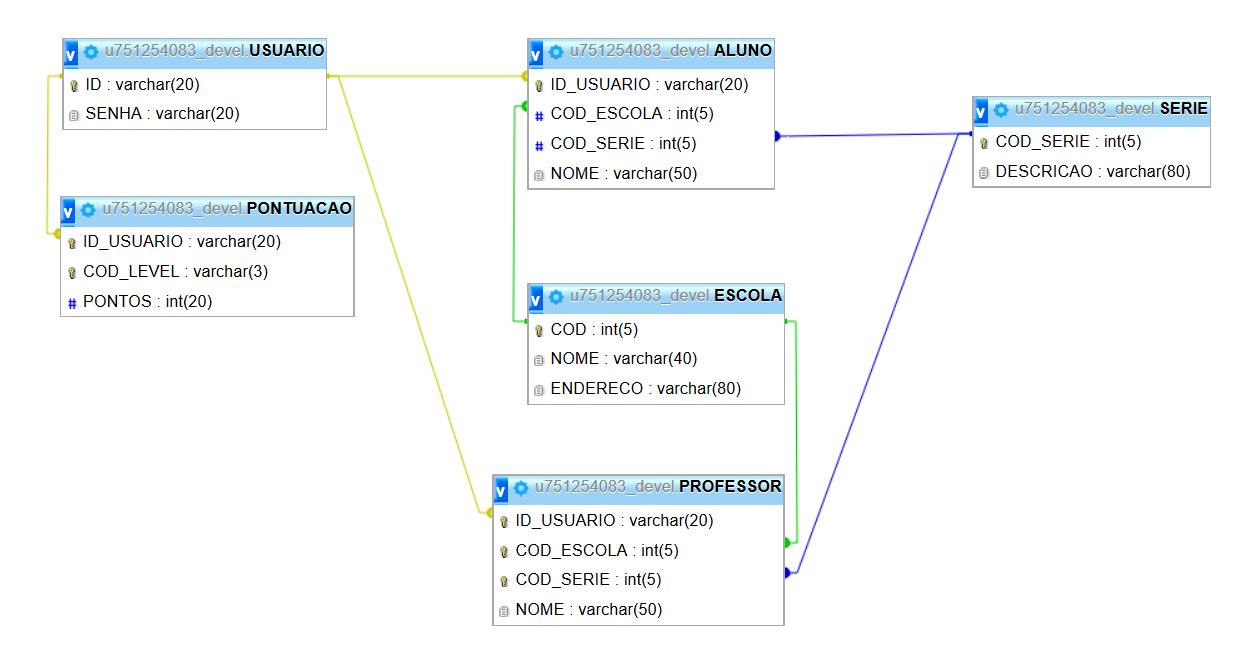 v u751254083_devel.USUARIO
ID : varchar(20)
SENHA : varchar(20)
v u751254083_devel.PONTUACAO
ID_USUARIO : varchar(20)
COD_LEVEL : varchar(3)
# PONTOS : int(20)
v u751254083_devel.ALUNO
ID_USUARIO : varchar(20)
# COD_ESCOLA : int(5)
# COD_SERIE : int(5)
NOME : varchar(50)
v u751254083_devel.SERIE
COD_SERIE : int(5)
DESCRICAO : varchar(80)
v u751254083_devel.ESCOLA
COD : int(5)
NOME : varchar(40)
ENDERECO : varchar(80)
v u751254083_devel.PROFESSOR
ID_USUARIO : varchar(20)
COD_ESCOLA : int(5)
COD_SERIE : int(5)
NOME : varchar(50)